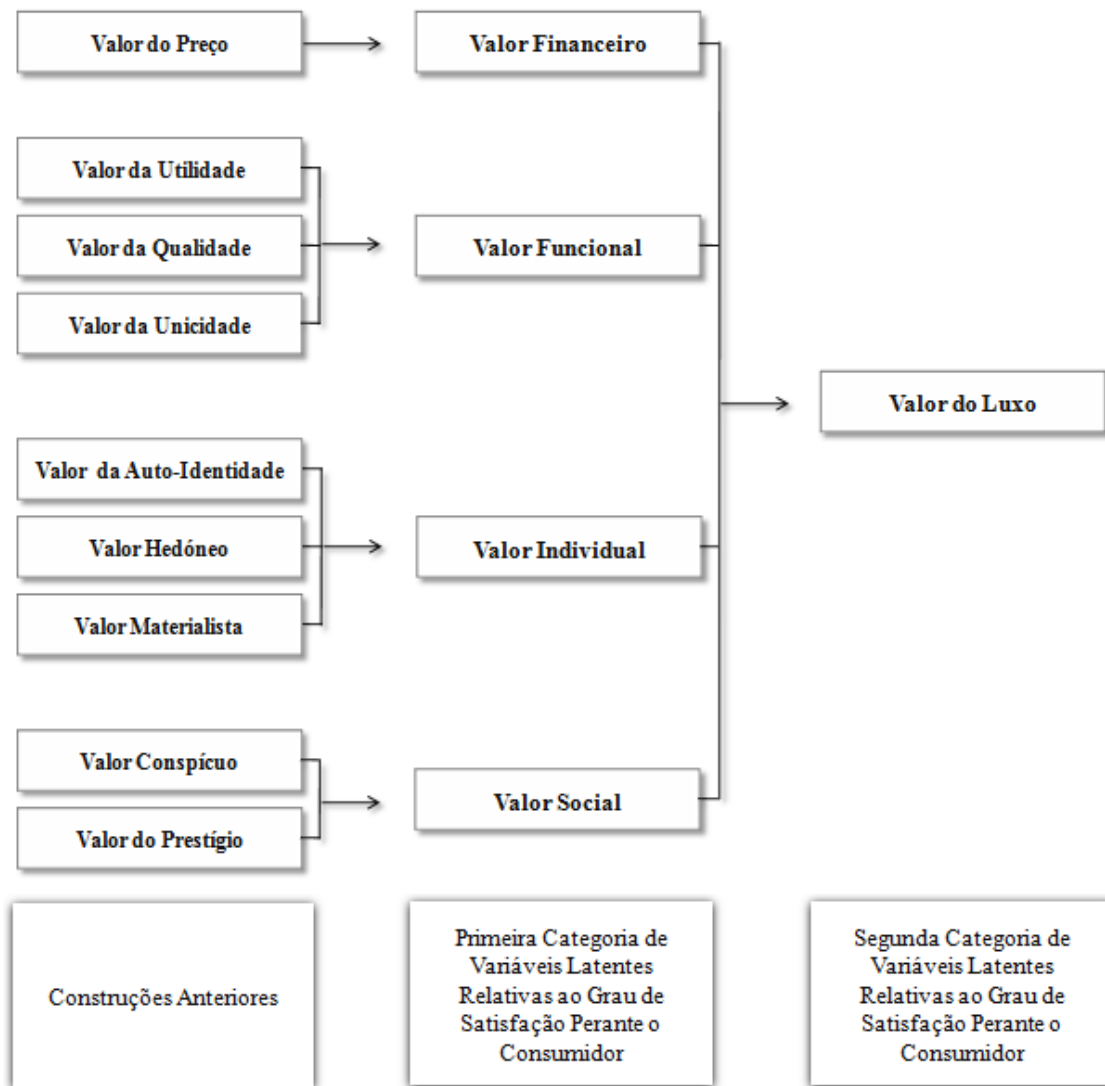 Valor do Preço
Valor Financeiro
Valor da Utilidade
Valor da Qualidade
Valor Funcional
Valor da Unicidade
Valor do Luxo
Valor da Auto-Identidade
Valor Hedóneo
Valor Individual
Valor Materialista
Valor Conspícuo
Valor Social
Valor do Prestígio
Construções Anteriores
Primeira Categoria de
Variáveis Latentes
Relativas ao Grau de
Satisfação Perante o
Consumidor
Segunda Categoria de
Variáveis Latentes
Relativas ao Grau de
Satisfação Perante o
Consumidor